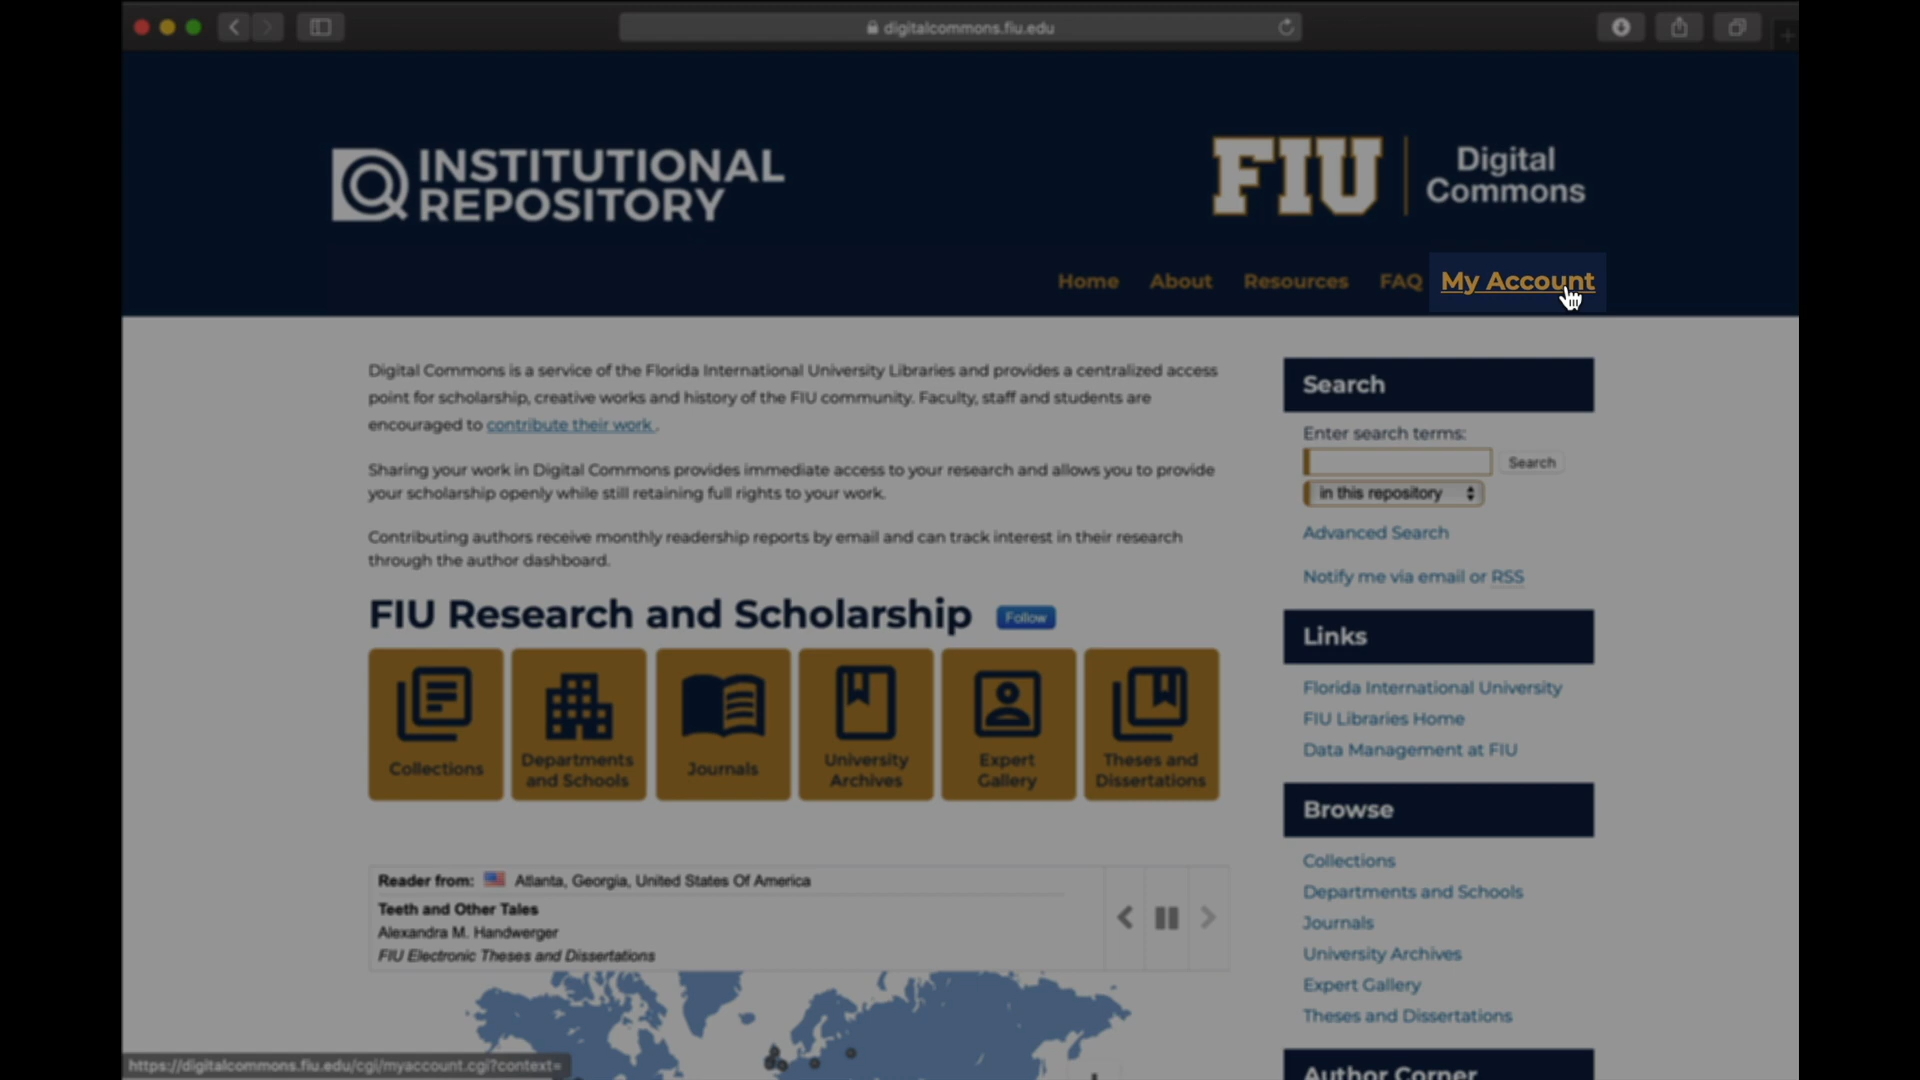 digitalcommons.fiu.edu
INSTITUTIONAL
REPOSITORY
FIU
Digital
Commons
Home About Resources FAQ My Account
Digital Commons is a service of the Florida International University Libraries and provides a centralized access
point for scholarship, creative works and history of the FIU community. Faculty, staff and students are
encouraged to contribute their work .
Sharing your work in Digital Commons provides immediate access to your research and allows you to provide
your scholarship openly while still retaining full rights to your work.
Contributing authors receive monthly readership reports by email and can track interest in their research
through the author dashboard.
FIU Research and Scholarship Follow
Collections
Departments
and Schools
Journals
University
Archives
Expert
Gallery
Theses and
Dissertations
Reader from: Atlanta, Georgia, United States Of America
Teeth and Other Tales
Alexandra M. Handwerger
FIU Electronic Theses and Dissertations
Search
Enter search terms:
Search
in this repository
Advanced Search
Notify me via email or RSS
Links
Florida International University
FIU Libraries Home
Data Management at FIU
Browse
Collections
Departments and Schools
Journals
University Archives
Expert Gallery
Theses and Dissertations
Author Corner
https://digitalcommons.fiu.edu/cgi/myaccount.cgi?context=